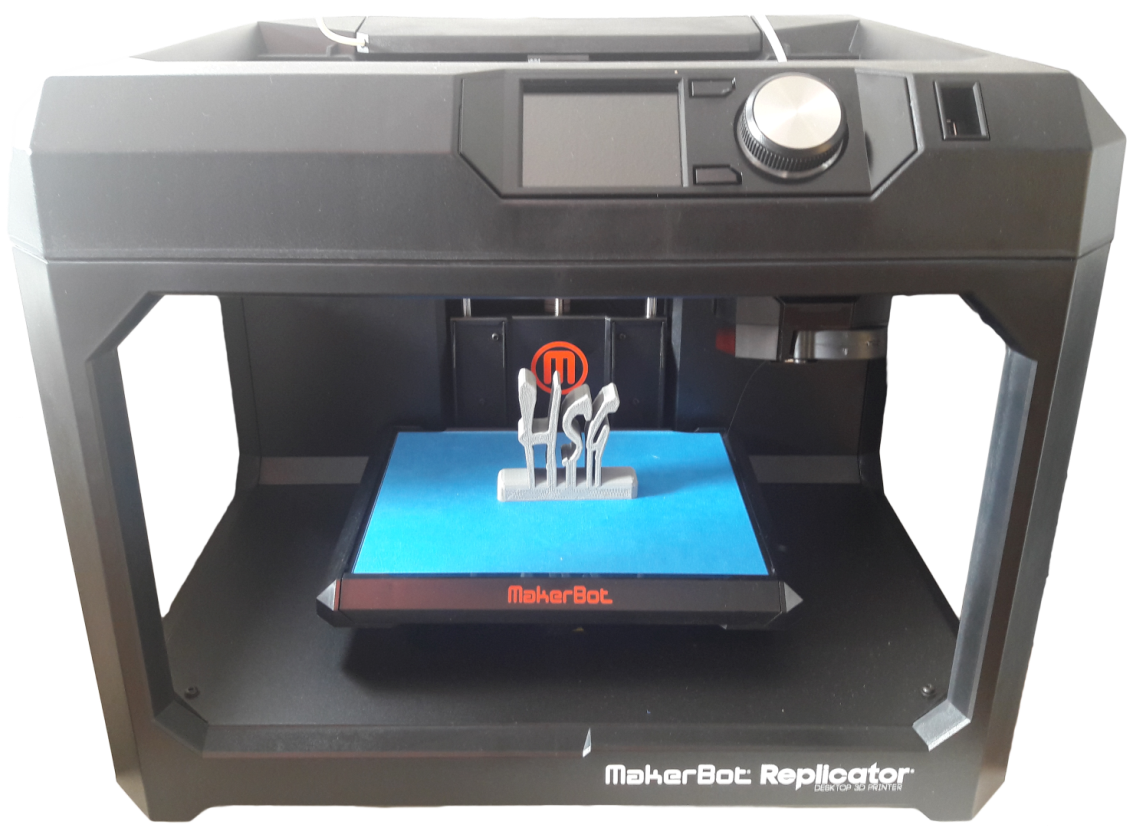 M
HSG
MakerBot
MakerBot Replicator
DESKTOP 3D PRINTER